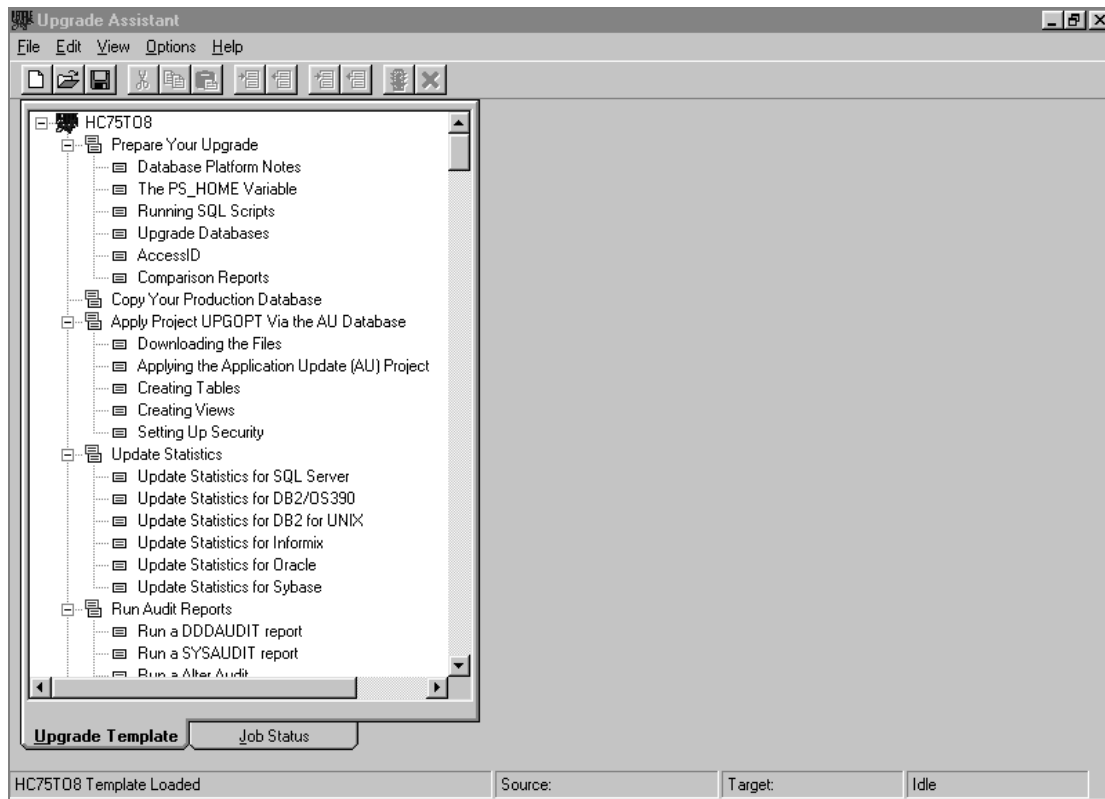 Upgrade Assistant
File Edit View Options Help
HC75TO8
Prepare Your Upgrade
Database Platform Notes
The PS_HOME Variable
Running SQL Scripts
Upgrade Databases
AccessID
Comparison Reports
Copy Your Production Database
Apply Project UPGOPT Via the AU Database
Downloading the Files
Applying the Application Update (AU) Project
Creating Tables
Creating Views
Setting Up Security
Update Statistics
Update Statistics for SQL Server
Update Statistics for DB2/OS390
Update Statistics for DB2 for UNIX
Update Statistics for Informix
Update Statistics for Oracle
Update Statistics for Sybase
Run Audit Reports
Run a DDDAUDIT report
Run a SYSAUDIT report
Run a Alter Audit
Upgrade Template Job Status
HC75TO8 Template Loaded Source: Target: Idle